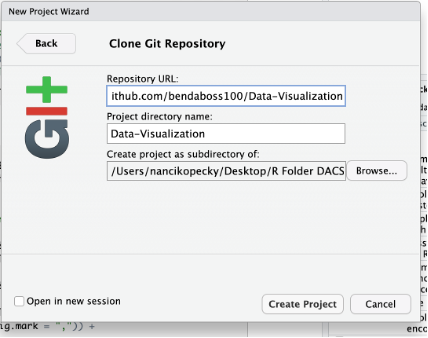 New Project Wizard
Back
Clone Git Repository
Repository URL:
ithub.com/bendaboss100/Data-Visualization
Project directory name:
Data-Visualization
Create project as subdirectory of:
/Users/nancikopecky/Desktop/R Folder DACS
Browse...
git
Open in new session
Create Project
Cancel
ig.mark = ",")) +